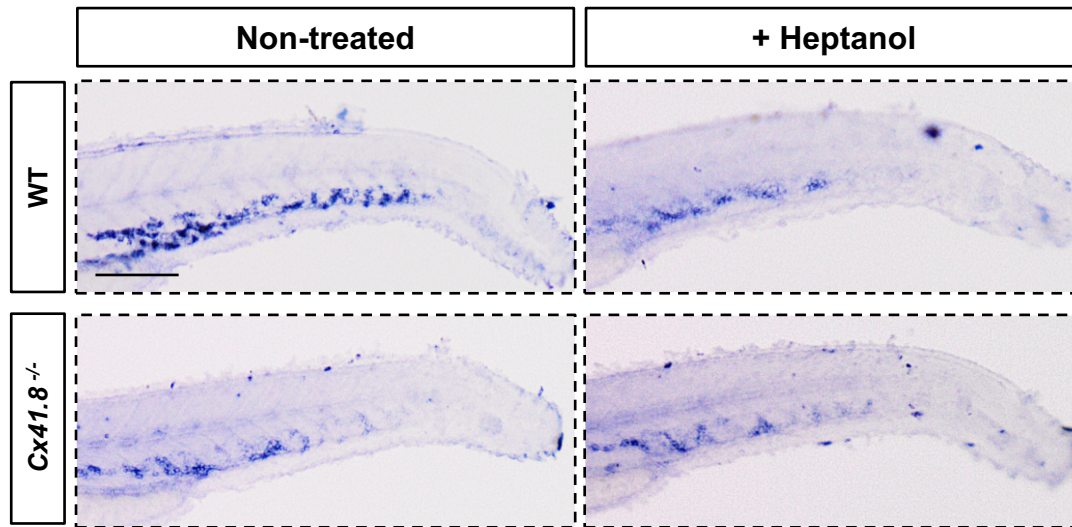 Non-treated
+ Heptanol
WT
Cx41.8 -/-